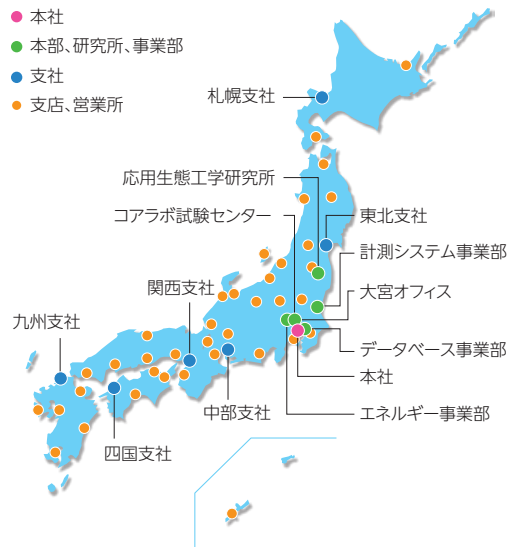 本社
本部、研究所、事業部
支社
支店、営業所
札幌支社
応用生態工学研究所
コアラボ試験センター
東北支社
計測システム事業部
関西支社
大宮オフィス
九州支社
データベース事業部
本社
中部支社
エネルギー事業部
四国支社